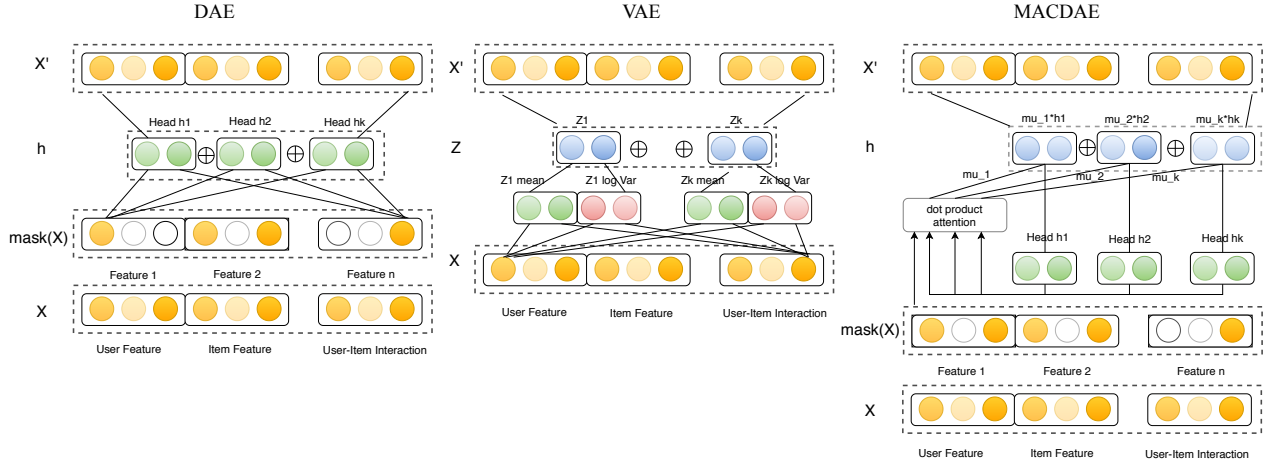 DAE
X'
Head h1 Head h2 Head hk
h
mask(X)
Feature 1 Feature 2 Feature n
X
User Feature Item Feature User-Item Interaction
VAE
X'
Z1 Zk
Z
Z1 mean Z1 log Var Zk mean Zk log Var
X
User Feature Item Feature User-Item Interaction
MACDAE
X'
mu_1*h1 mu_2*h2 mu_k*hk
h
mu_1 mu_2 mu_k
dot product
attention
Head h1 Head h2 Head hk
mask(X)
Feature 1 Feature 2 Feature n
X
User Feature Item Feature User-Item Interaction